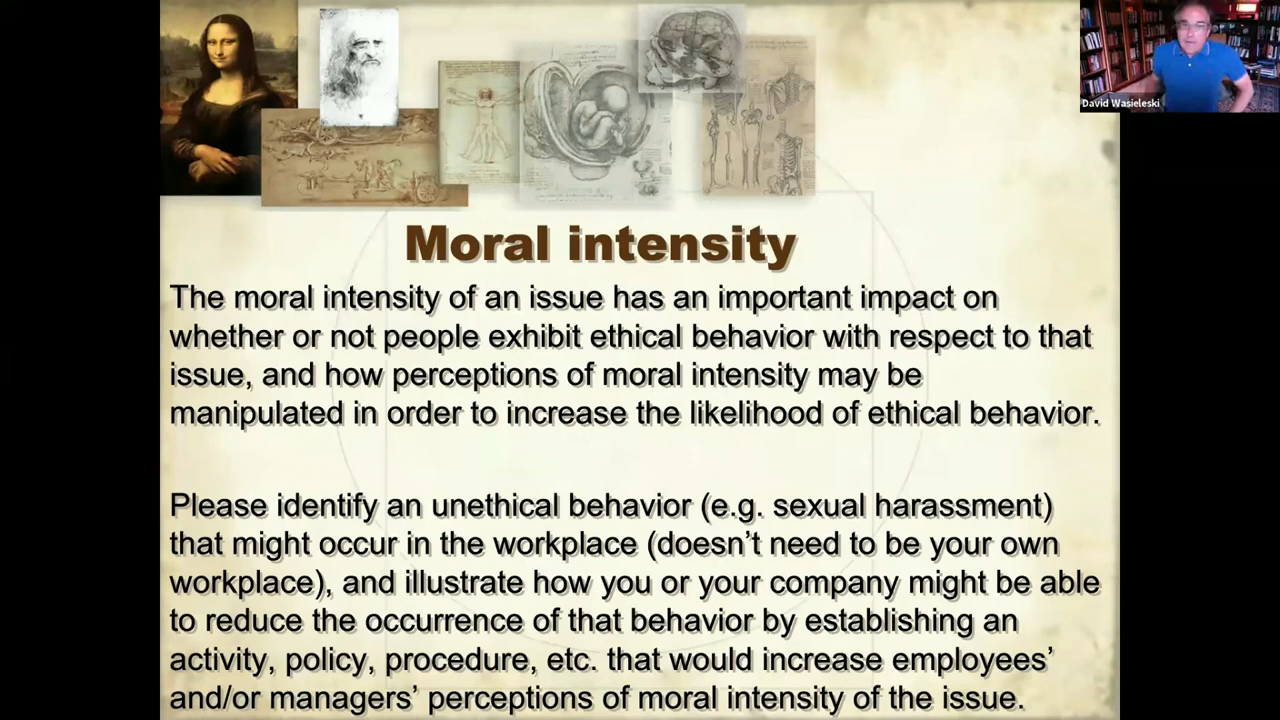 David Wasieleski
Moral intensity
The moral intensity of an issue has an important impact on
whether or not people exhibit ethical behavior with respect to that
issue, and how perceptions of moral intensity may be
manipulated in order to increase the likelihood of ethical behavior.
Please identify an unethical behavior (e.g. sexual harassment)
that might occur in the workplace (doesn’t need to be your own
workplace), and illustrate how you or your company might be able
to reduce the occurrence of that behavior by establishing an
activity, policy, procedure, etc. that would increase employees’
and/or managers’ perceptions of moral intensity of the issue.